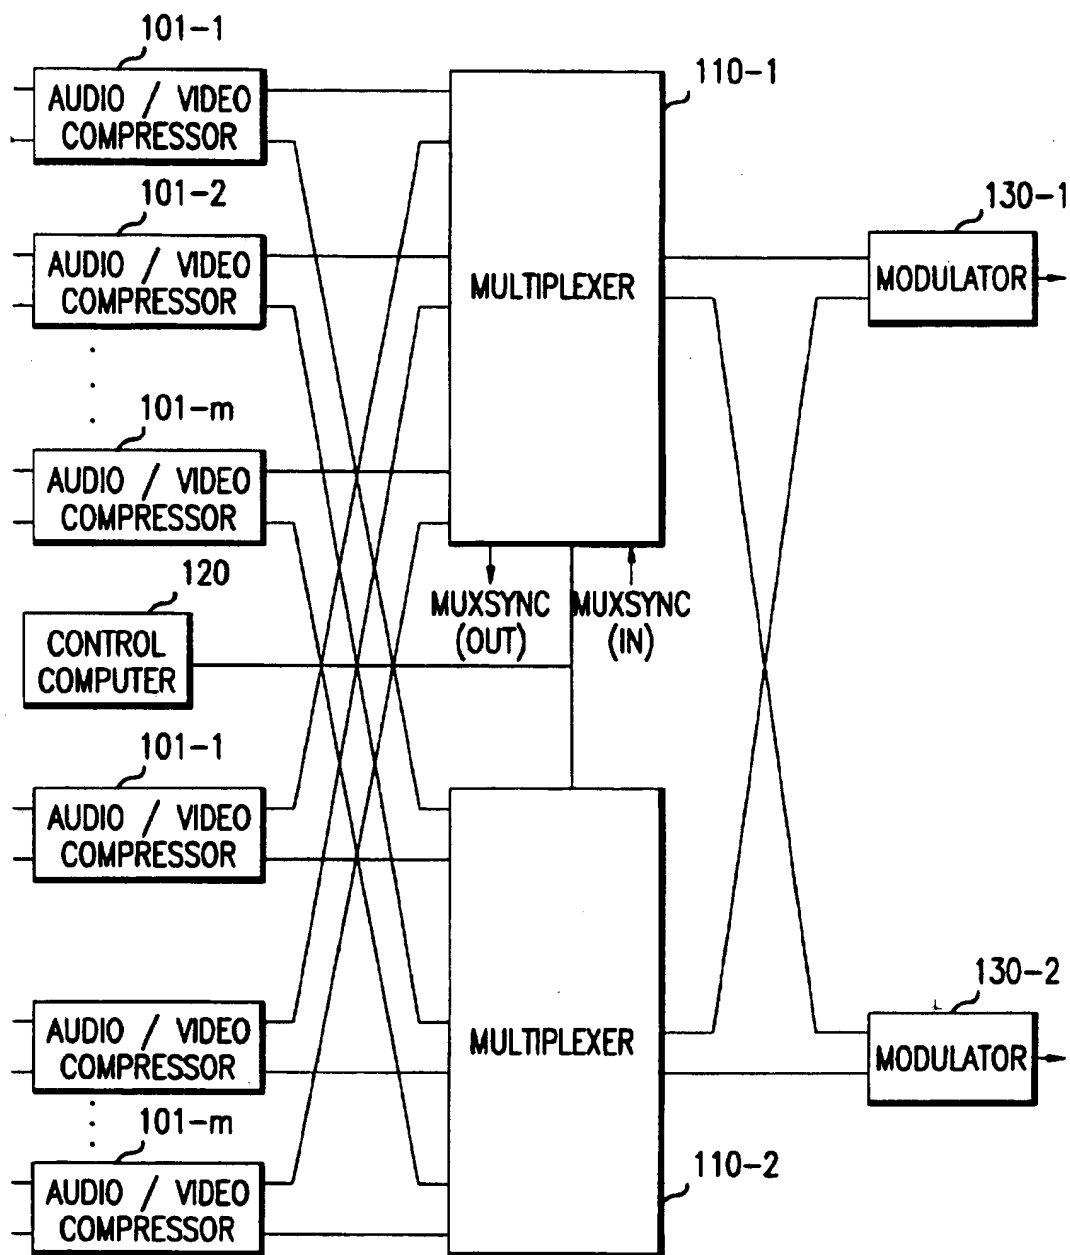 101-1
AUDIO / VIDEO
COMPRESSOR
110-1
101-2
AUDIO / VIDEO
COMPRESSOR
MULTIPLEXER
130-1
MODULATOR
101-m
AUDIO / VIDEO
COMPRESSOR
120
CONTROL
COMPUTER
MUXSYNC
(OUT)
MUXSYNC
(IN)
101-1
AUDIO / VIDEO
COMPRESSOR
AUDIO / VIDEO
COMPRESSOR
MULTIPLEXER
130-2
MODULATOR
101-m
AUDIO / VIDEO
COMPRESSOR
110-2